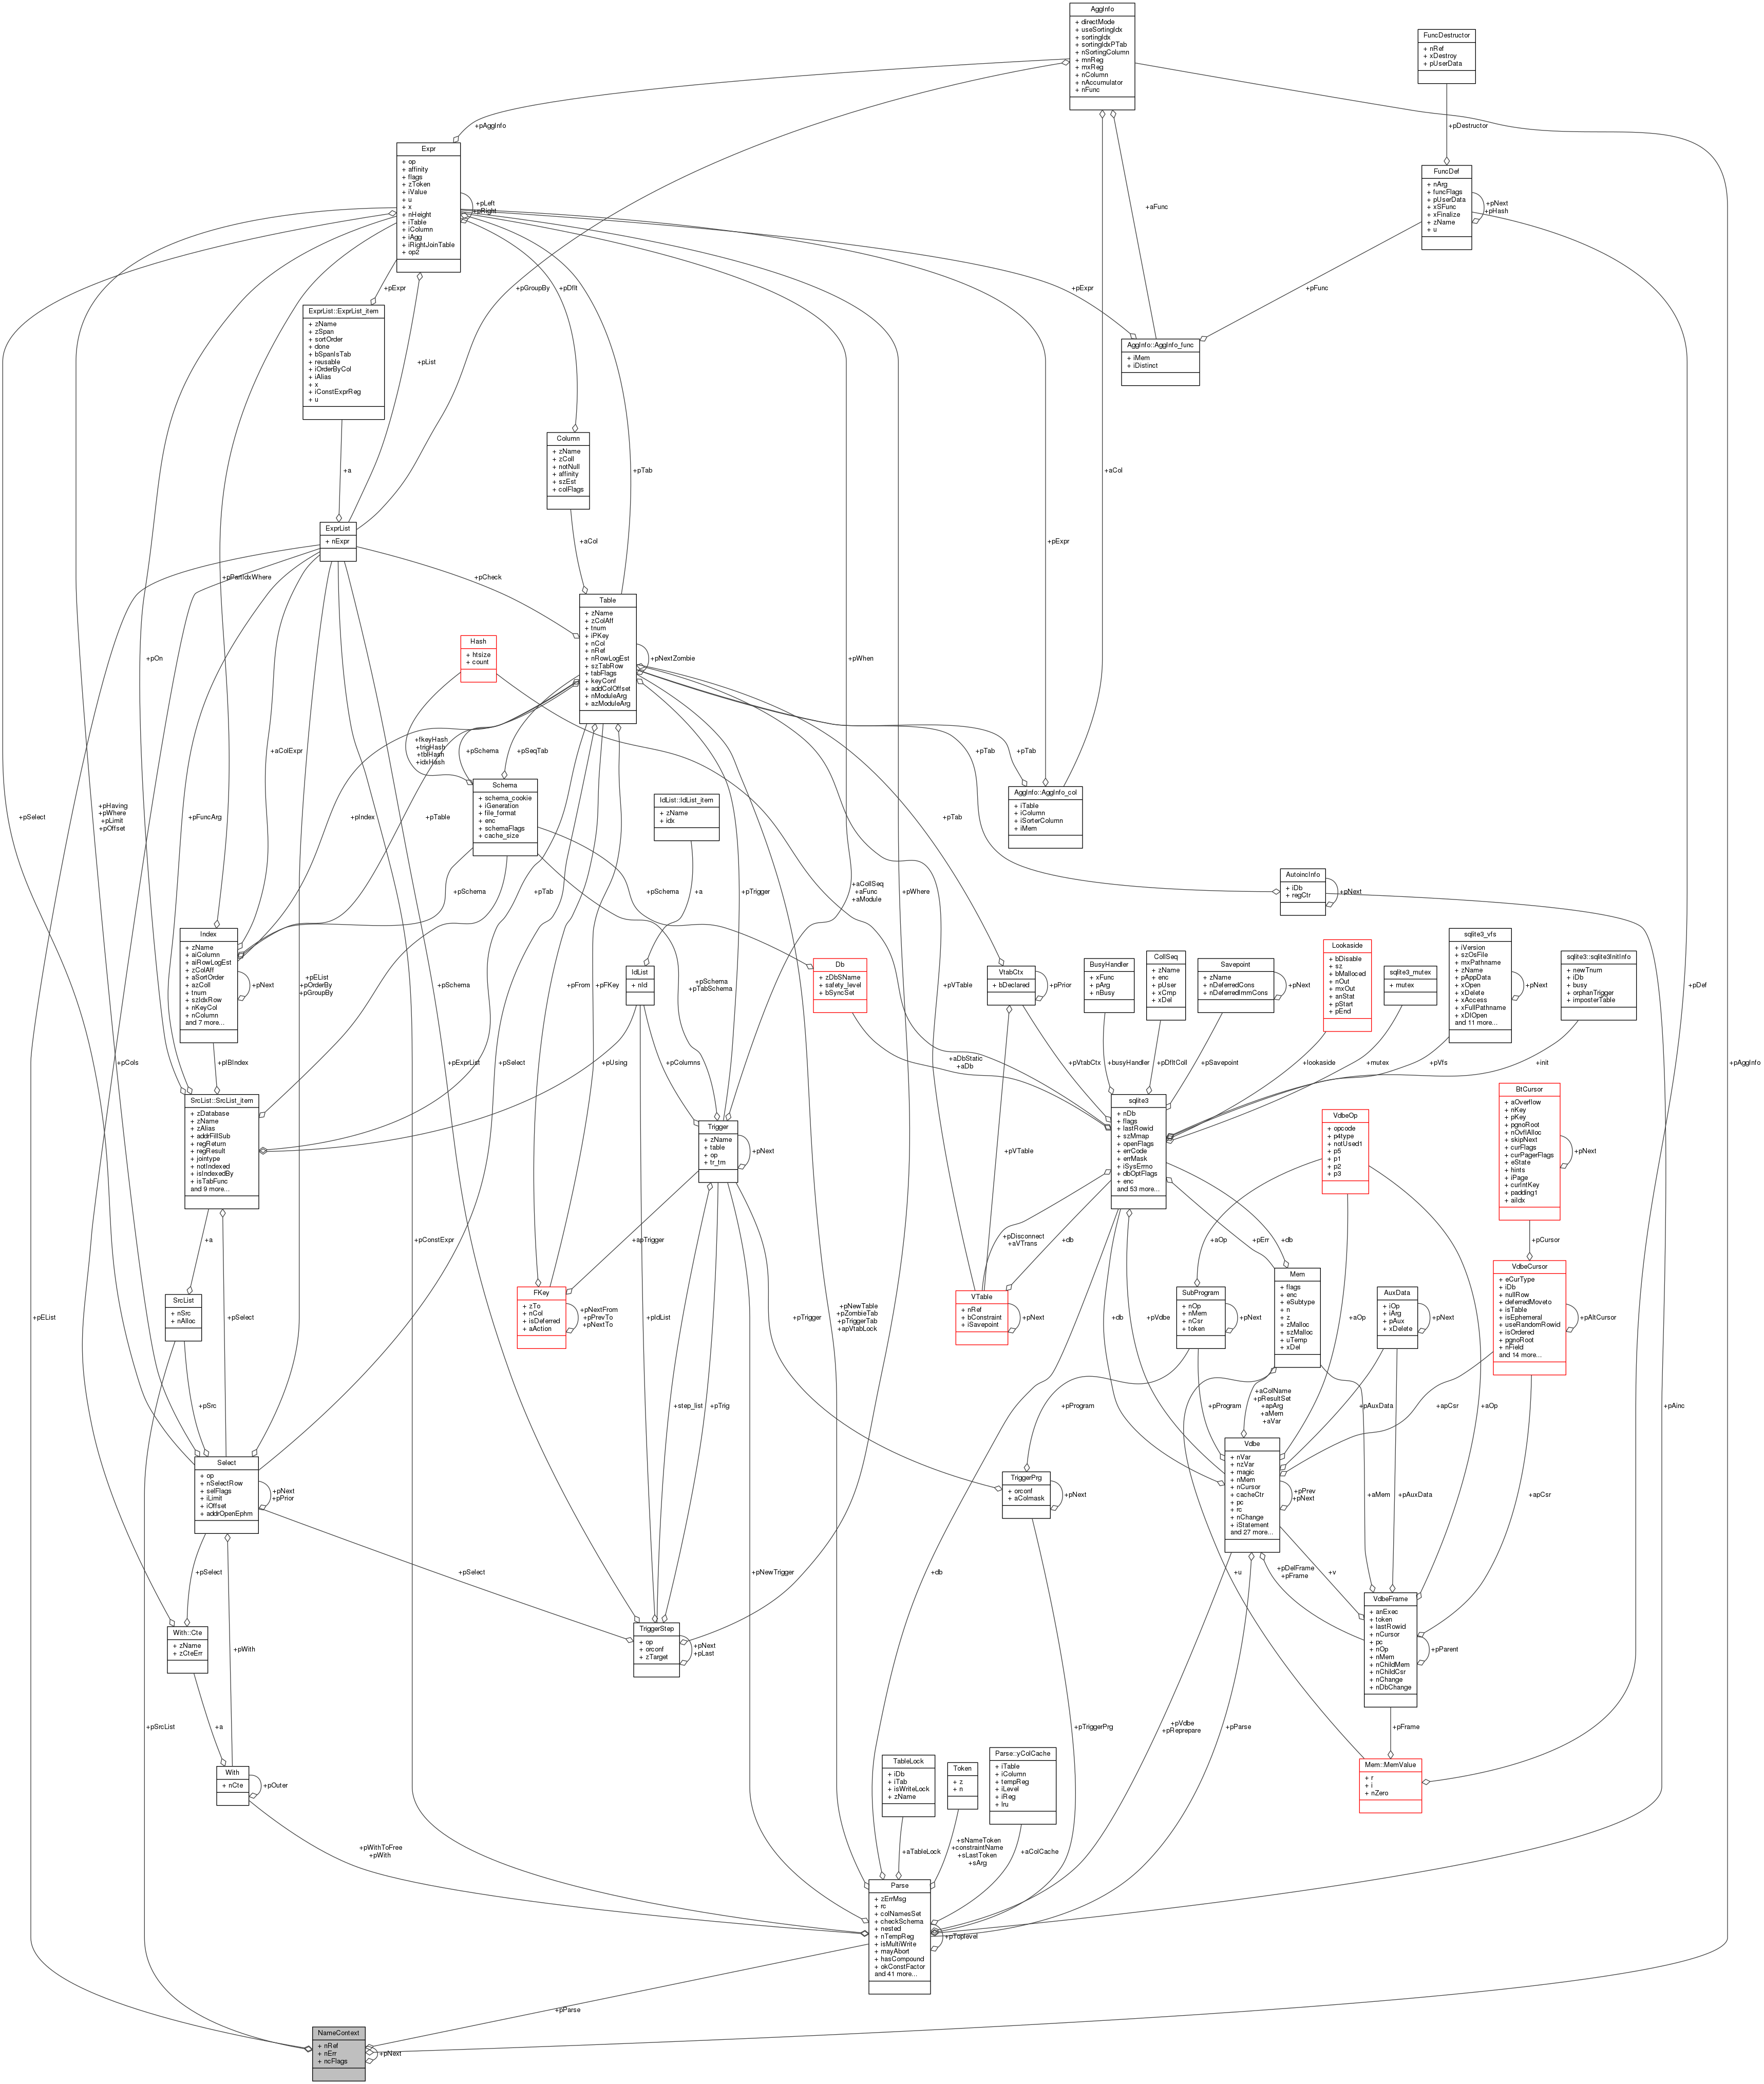 AggInfo
+ directMode
+ useSortingIdx
+ sortingIdx
+ sortingIdxPTab
+ nSortingColumn
+ mnReg
+ mxReg
+ nColumn
+ nAccumulator
+ nFunc
FuncDestructor
+ nRef
+ xDestroy
+ pUserData
+pAggInfo
+pDestructor
Expr
+ op
+ affinity
+ flags
+ zToken
+ iValue
+ u
+ x
+ nHeight
+ iTable
+ iColumn
+ iAgg
+ iRightJoinTable
+ op2
+pLeft
+pRight
FuncDef
+ nArg
+ funcFlags
+ pUserData
+ xSFunc
+ xFinalize
+ zName
+ u
+pNext
+pHash
+aFunc
+pExpr
+pGroupBy
+pDflt
+pExpr
+pFunc
ExprList::ExprList_item
+ zName
+ zSpan
+ sortOrder
+ done
+ bSpanIsTab
+ reusable
+ iOrderByCol
+ iAlias
+ x
+ iConstExprReg
+ u
+pList
AggInfo::AggInfo_func
+ iMem
+ iDistinct
Column
+ zName
+ zColl
+ notNull
+ affinity
+ szEst
+ colFlags
+a
+pTab
+aCol
ExprList
+ nExpr
+aCol
+pExpr
+pPartIdxWhere
+pCheck
Table
+ zName
+ zColAff
+ tnum
+ iPKey
+ nCol
+ nRef
+ nRowLogEst
+ szTabRow
+ tabFlags
+ keyConf
+ addColOffset
+ nModuleArg
+ azModuleArg
+pNextZombie
Hash
+ htsize
+ count
+pOn
+pWhen
+fkeyHash
+trigHash
+tblHash
+idxHash
+pSchema
+pSeqTab
+aColExpr
+pTab
+pTab
Schema
+ schema_cookie
+ iGeneration
+ file_format
+ enc
+ schemaFlags
+ cache_size
IdList::IdList_item
+ zName
+ idx
AggInfo::AggInfo_col
+ iTable
+ iColumn
+ iSorterColumn
+ iMem
+pHaving
+pWhere
+pLimit
+pOffset
+pSelect
+pFuncArg
+pIndex
+pTable
+pTab
AutoincInfo
+ iDb
+ regCtr
+pNext
+pSchema
+pTab
+a
+pTrigger
+pSchema
+aCollSeq
+aFunc
+aModule
+pWhere
Index
+ zName
+ aiColumn
+ aiRowLogEst
+ zColAff
+ aSortOrder
+ azColl
+ tnum
+ szIdxRow
+ nKeyCol
+ nColumn
and 7 more...
+pNext
+pEList
+pOrderBy
+pGroupBy
+pSchema
+pFrom
+pFKey
IdList
+ nId
+pSchema
+pTabSchema
Db
+ zDbSName
+ safety_level
+ bSyncSet
+pVTable
VtabCtx
+ bDeclared
+pPrior
BusyHandler
+ xFunc
+ pArg
+ nBusy
CollSeq
+ zName
+ enc
+ pUser
+ xCmp
+ xDel
Savepoint
+ zName
+ nDeferredCons
+ nDeferredImmCons
+pNext
Lookaside
+ bDisable
+ sz
+ bMalloced
+ nOut
+ mxOut
+ anStat
+ pStart
+ pEnd
sqlite3_mutex
+ mutex
sqlite3_vfs
+ iVersion
+ szOsFile
+ mxPathname
+ zName
+ pAppData
+ xOpen
+ xDelete
+ xAccess
+ xFullPathname
+ xDlOpen
and 11 more...
+pNext
sqlite3::sqlite3InitInfo
+ newTnum
+ iDb
+ busy
+ orphanTrigger
+ imposterTable
+pDef
+pCols
+pIBIndex
+pExprList
+pSelect
+pUsing
+pColumns
+aDbStatic
+aDb
+pVtabCtx
+busyHandler
+pDfltColl
+pSavepoint
+lookaside
+mutex
+pVfs
+init
+pAggInfo
SrcList::SrcList_item
+ zDatabase
+ zName
+ zAlias
+ addrFillSub
+ regReturn
+ regResult
+ jointype
+ notIndexed
+ isIndexedBy
+ isTabFunc
and 9 more...
Trigger
+ zName
+ table
+ op
+ tr_tm
+pNext
+pVTable
sqlite3
+ nDb
+ flags
+ lastRowid
+ szMmap
+ openFlags
+ errCode
+ errMask
+ iSysErrno
+ dbOptFlags
+ enc
and 53 more...
VdbeOp
+ opcode
+ p4type
+ notUsed1
+ p5
+ p1
+ p2
+ p3
BtCursor
+ aOverflow
+ nKey
+ pKey
+ pgnoRoot
+ nOvflAlloc
+ skipNext
+ curFlags
+ curPagerFlags
+ eState
+ hints
+ iPage
+ curIntKey
+ padding1
+ aiIdx
+pNext
+a
+pConstExpr
+apTrigger
+pDisconnect
+aVTrans
+db
+aOp
+pErr
+db
+pCursor
SrcList
+ nSrc
+ nAlloc
+pSelect
FKey
+ zTo
+ nCol
+ isDeferred
+ aAction
+pNextFrom
+pPrevTo
+pNextTo
+pIdList
+pTrigger
+pNewTable
+pZombieTab
+pTriggerTab
+apVtabLock
VTable
+ nRef
+ bConstraint
+ iSavepoint
+pNext
+db
+pVdbe
SubProgram
+ nOp
+ nMem
+ nCsr
+ token
+pNext
Mem
+ flags
+ enc
+ eSubtype
+ n
+ z
+ zMalloc
+ szMalloc
+ uTemp
+ xDel
+aOp
AuxData
+ iOp
+ iArg
+ pAux
+ xDelete
+pNext
VdbeCursor
+ eCurType
+ iDb
+ nullRow
+ deferredMoveto
+ isTable
+ isEphemeral
+ useRandomRowid
+ isOrdered
+ pgnoRoot
+ nField
and 14 more...
+pAltCursor
+pEList
+pSrc
+step_list
+pTrig
+pProgram
+pProgram
+aColName
+pResultSet
+apArg
+aMem
+aVar
+pAuxData
+apCsr
+aOp
+pAinc
Select
+ op
+ nSelectRow
+ selFlags
+ iLimit
+ iOffset
+ addrOpenEphm
+pNext
+pPrior
TriggerPrg
+ orconf
+ aColmask
+pNext
Vdbe
+ nVar
+ nzVar
+ magic
+ nMem
+ nCursor
+ cacheCtr
+ pc
+ rc
+ nChange
+ iStatement
and 27 more...
+pPrev
+pNext
+aMem
+pAuxData
+apCsr
+pSelect
+pSelect
+pNewTrigger
+db
+u
+pDelFrame
+pFrame
+v
With::Cte
+ zName
+ zCteErr
+pWith
TriggerStep
+ op
+ orconf
+ zTarget
+pNext
+pLast
VdbeFrame
+ anExec
+ token
+ lastRowid
+ nCursor
+ pc
+ nOp
+ nMem
+ nChildMem
+ nChildCsr
+ nChange
+ nDbChange
+pParent
+pSrcList
+a
+pTriggerPrg
+pVdbe
+pReprepare
+pParse
+pFrame
With
+ nCte
+pOuter
TableLock
+ iDb
+ iTab
+ isWriteLock
+ zName
Token
+ z
+ n
Parse::yColCache
+ iTable
+ iColumn
+ tempReg
+ iLevel
+ iReg
+ lru
Mem::MemValue
+ r
+ i
+ nZero
+pWithToFree
+pWith
+aTableLock
+sNameToken
+constraintName
+sLastToken
+sArg
+aColCache
Parse
+ zErrMsg
+ rc
+ colNamesSet
+ checkSchema
+ nested
+ nTempReg
+ isMultiWrite
+ mayAbort
+ hasCompound
+ okConstFactor
and 41 more...
+pToplevel
+pParse
NameContext
+ nRef
+ nErr
+ ncFlags
+pNext